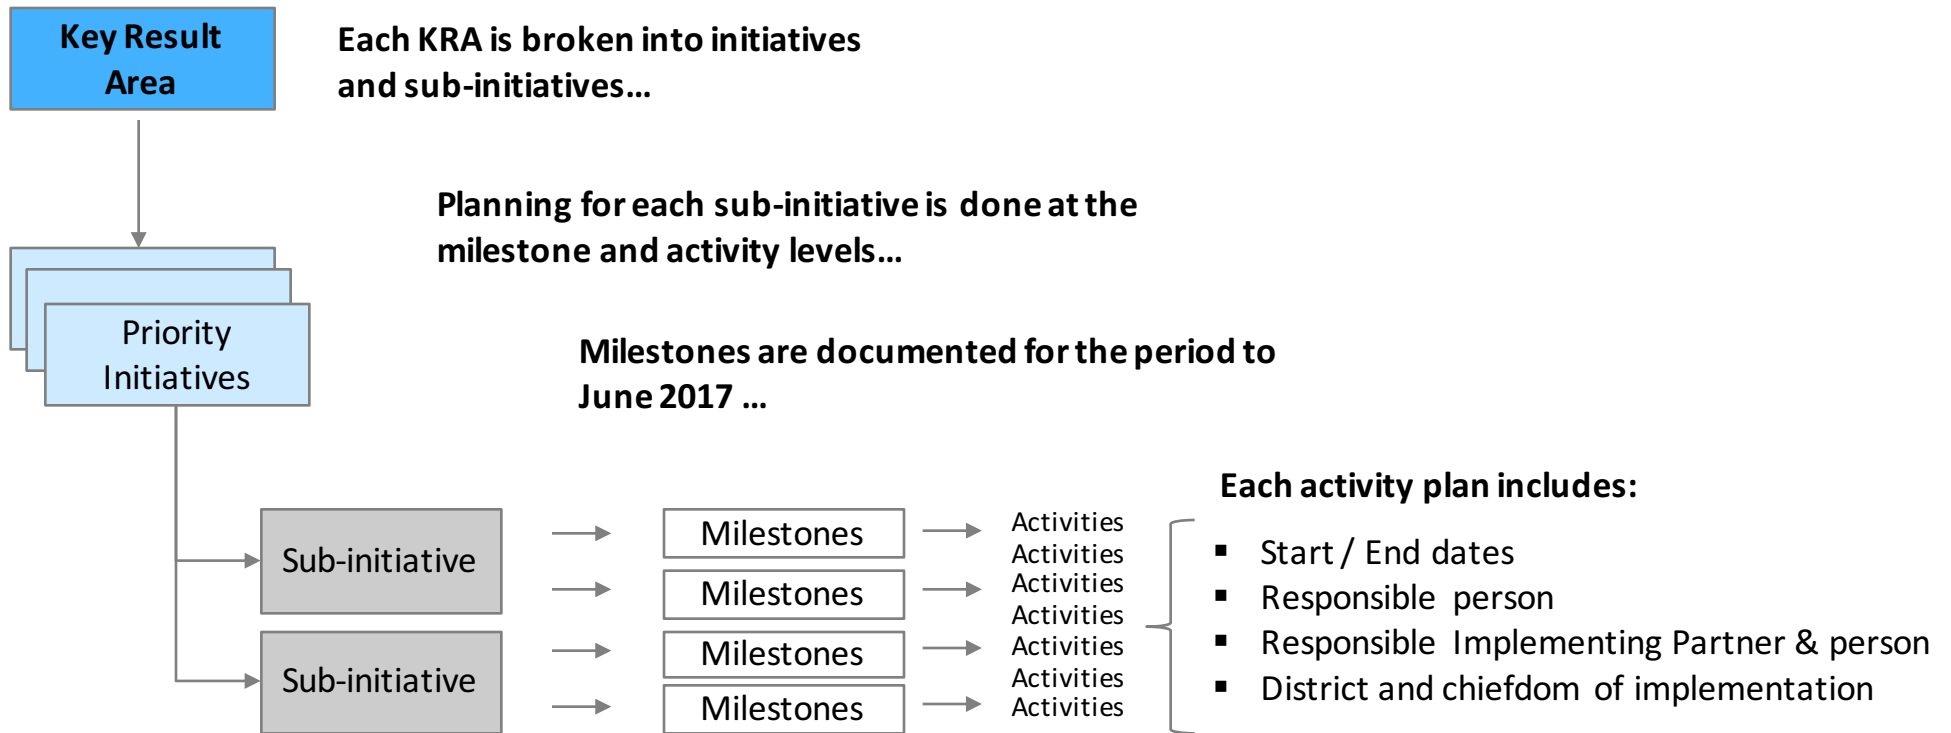 Key Result
Area
Each KRA is broken into initiatives
and sub-initiatives…
Planning for each sub-initiative is done at the
milestone and activity levels…
Priority
Initiatives
Milestones are documented for the period to
June 2017 …
Sub-initiative
Sub-initiative
Milestones
Milestones
Milestones
Milestones
Activities
Activities
Activities
Activities
Activities
Activities
Activities
Each activity plan includes:
▪ Start / End dates
▪ Responsible person
▪ Responsible Implementing Partner & person
▪ District and chiefdom of implementation